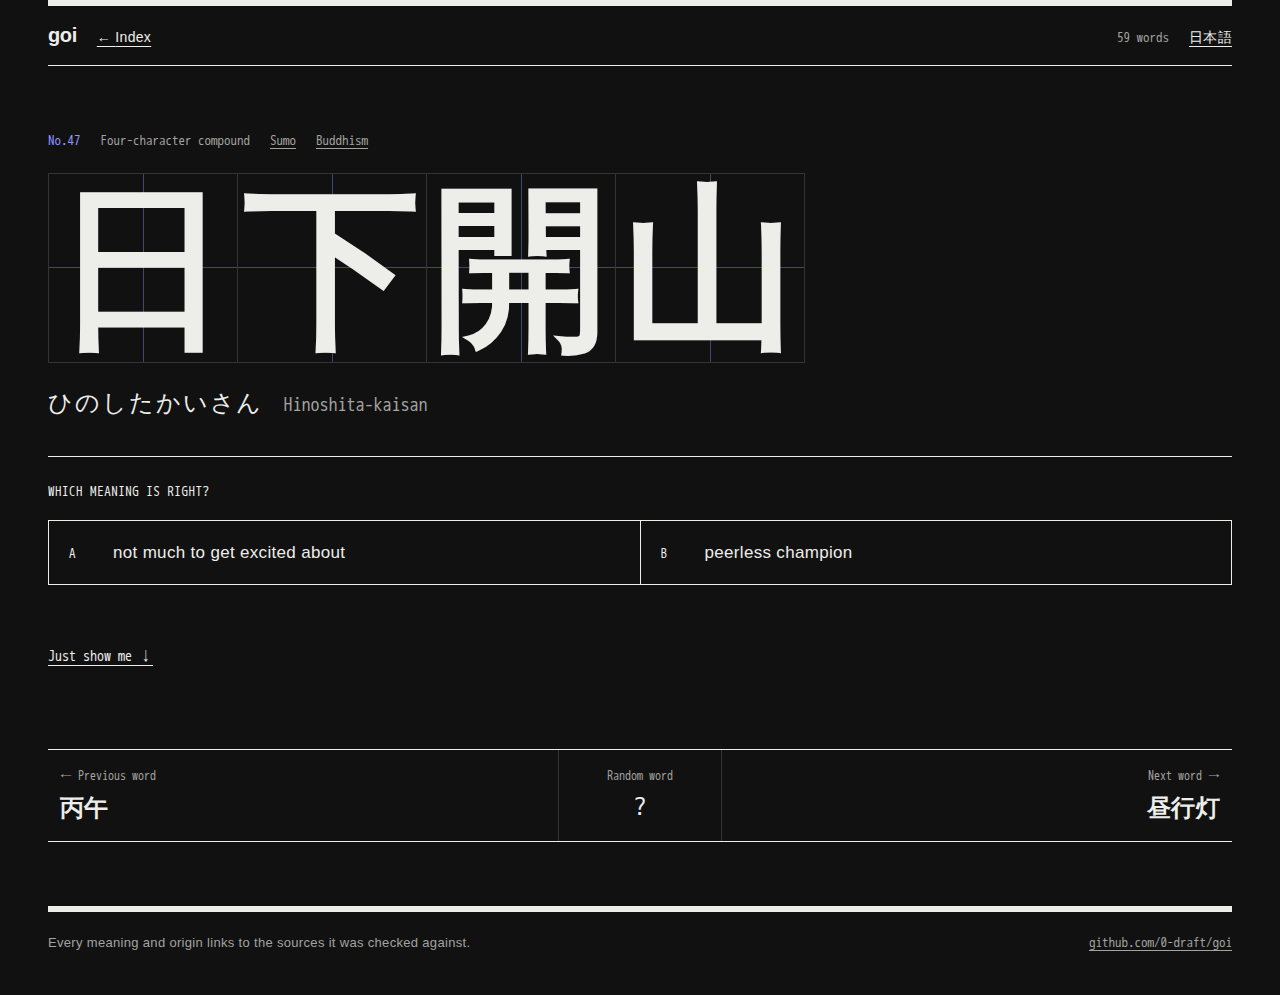 goi ← Index 59 words 日本語
No.47 Four-character compound Sumo Buddhism
日下開山
ひのしたかいさん Hinoshita-kaisan
WHICH MEANING IS RIGHT?
A not much to get excited about B peerless champion
Just show me ↓
← Previous word Random word Next word →
丙午 ? 昼行灯
Every meaning and origin links to the sources it was checked against. github.com/0-draft/goi